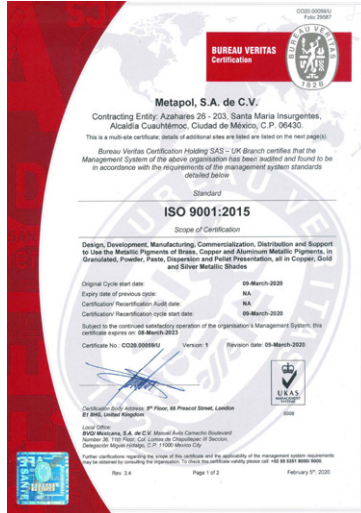 CO20.00059/U
Folio 29587
BUREAU VERITAS
Certification
BUREAU VERITAS
1828
Metapol, S.A. de C.V.
Contracting Entity: Azahares 26 - 203, Santa Maria Insurgentes,
Alcaldía Cuauhtémoc, Ciudad de México, C.P. 06430.
This is a multi-site certificate, details of additional sites are listed are listed on the next page(s).
Bureau Veritas Certification Holding SAS – UK Branch certifies that the
Management System of the above organisation has been audited and found to be
in accordance with the requirements of the management system standards
detailed below
Standard
ISO 9001:2015
Scope of Certification
Design, Development, Manufacturing, Commercialization, Distribution and Support
to Use the Metallic Pigments of Brass, Copper and Aluminum Metallic Pigments, in
Granulated, Powder, Paste, Dispersion and Pellet Presentation, all in Copper, Gold
and Silver Metallic Shades
Original Cycle start date: 09-March-2020
Expiry date of previous cycle: NA
Certification/ Recertification Audit date: NA
Certification/ Recertification cycle start date: 09-March-2020
Subject to the continued satisfactory operation of the organisation's Management System, this
certificate expires on: 08-March-2023
Certificate No.: CO20.00059/U Version: 1 Revision date: 09-March-2020
UKAS
MANAGEMENT
SYSTEMS
0008
Certification Body Address: 5th Floor, 66 Prescot Street, London
E1 8HG, United Kingdom
Local Office:
BVQI Mexicana, S.A. de C.V. Manuel Ávila Camacho Boulevard
Number 36, 11th Floor; Col. Lomas de Chapultepec III Seccion,
Delegación Miguel Hidalgo, C.P. 11000 México City
Further clarifications regarding the scope of this certificate and the applicability of the management system requirements
may be obtained by consulting the organisation. To check this certificate validity please call: +52 55 5351 8000/ 8005
Rev. 3.4 Page 1 of 2 February 5th, 2020